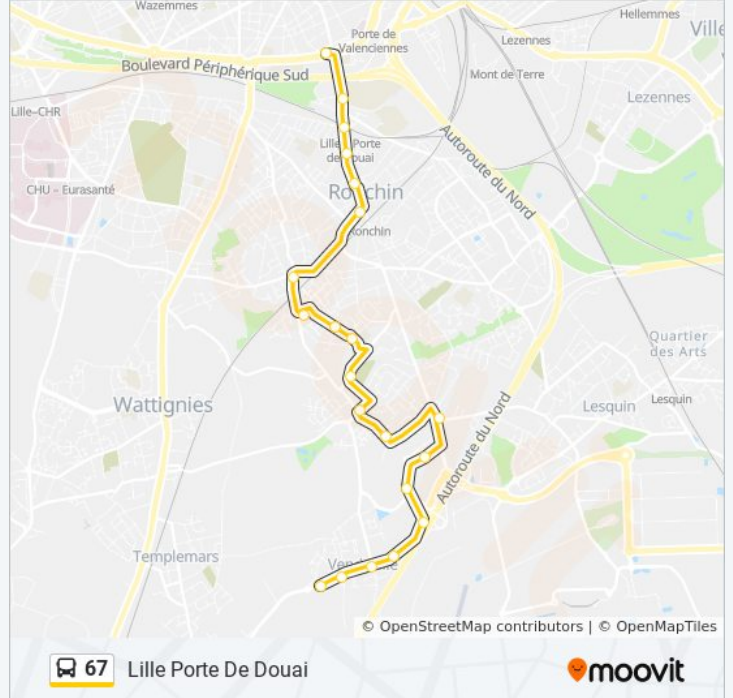 Wazemmes
Hellemmes
Ville
Porte de
Valenciennes
Lezennes
Boulevard Périphérique Sud
Mont de Terre
Lezennes
Lille–CHR
Autoroute du Nord
Lille Porte
de Douai
CHU – Eurasanté
Ronchin
Ronchin
Quartier
des Arts
Wattignies
Lesquin
Lesquin
Autoroute du Nord
Templemars
Vendeville
© OpenStreetMap contributors | © OpenMapTiles
67 Lille Porte De Douai
moovit